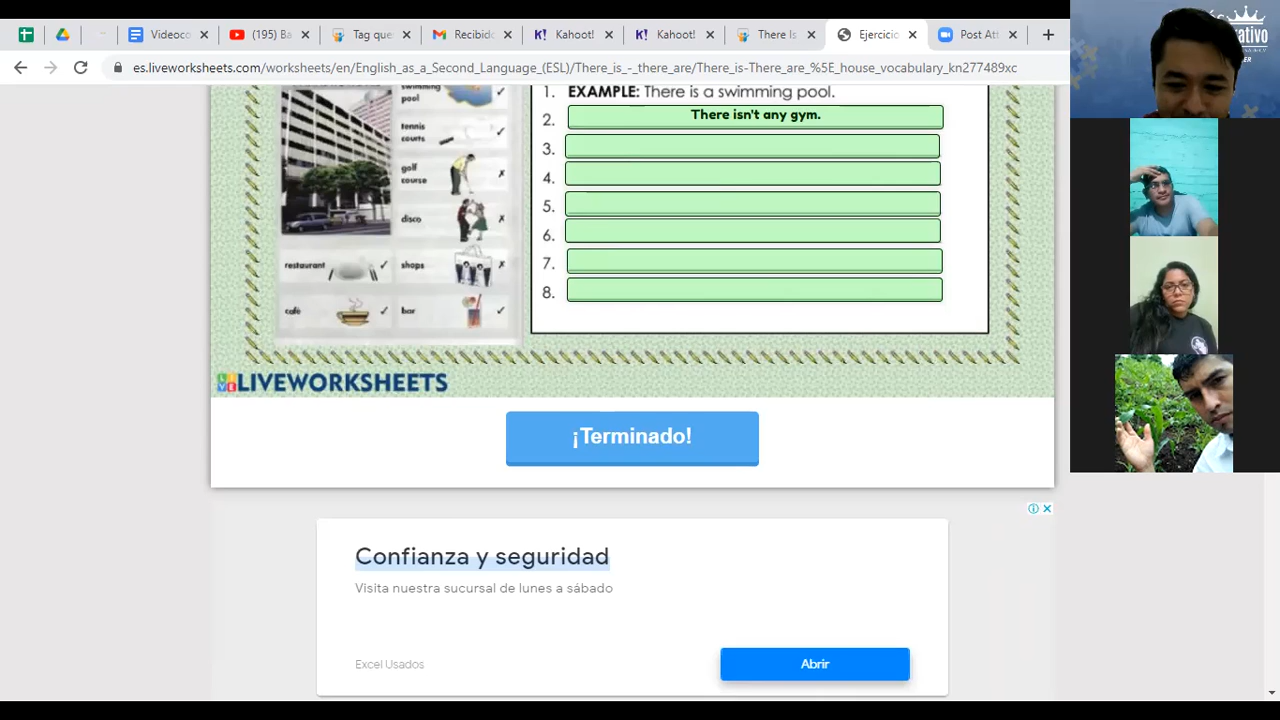 Videoco
(195) Ba
Tag que
Recibido
Kahoot!
Kahoot!
There Is
Ejercicio
Post Att
es.liveworksheets.com/worksheets/en/English_as_a_Second_Language_(ESL)/There_is_-_there_are/There_is-There_are_%5E_house_vocabulary_kn277489xc
swimming
pool
tennis
courts
golf
course
disco
restaurant
shops
café
bar
1. EXAMPLE: There is a swimming pool.
2. There isn't any gym.
3.
4.
5.
6.
7.
8.
LIVEWORKSHEETS
¡Terminado!
Confianza y seguridad
Visita nuestra sucursal de lunes a sábado
Excel Usados
Abrir